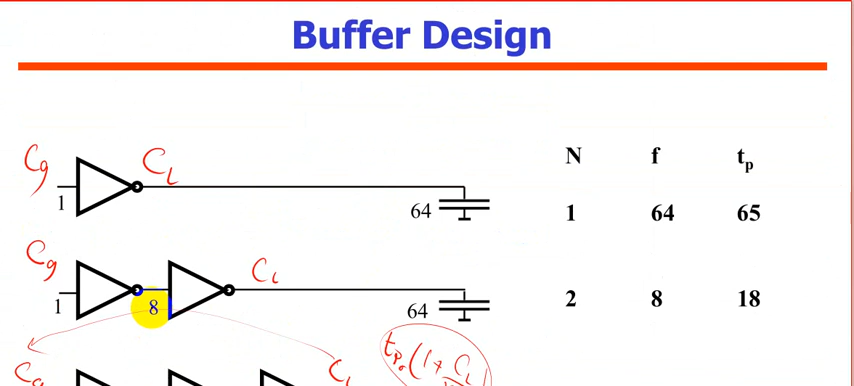 Buffer Design
N f tp
Cg CL
1 64
1 64 65
Cg CL
1 8 64
2 8 18
tpo(1+CL
Cg CL